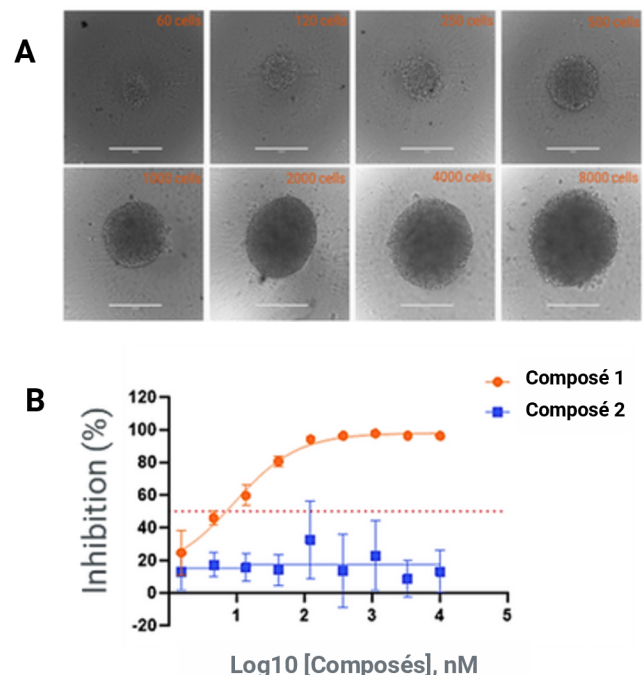 A
60 cells
120 cells
250 cells
500 cells
1000 cells
2000 cells
4000 cells
8000 cells
B
Composé 1
Composé 2
Inhibition (%)
120
100
80
60
40
20
0
-20
1
2
3
4
5
Log10 [Composés], nM